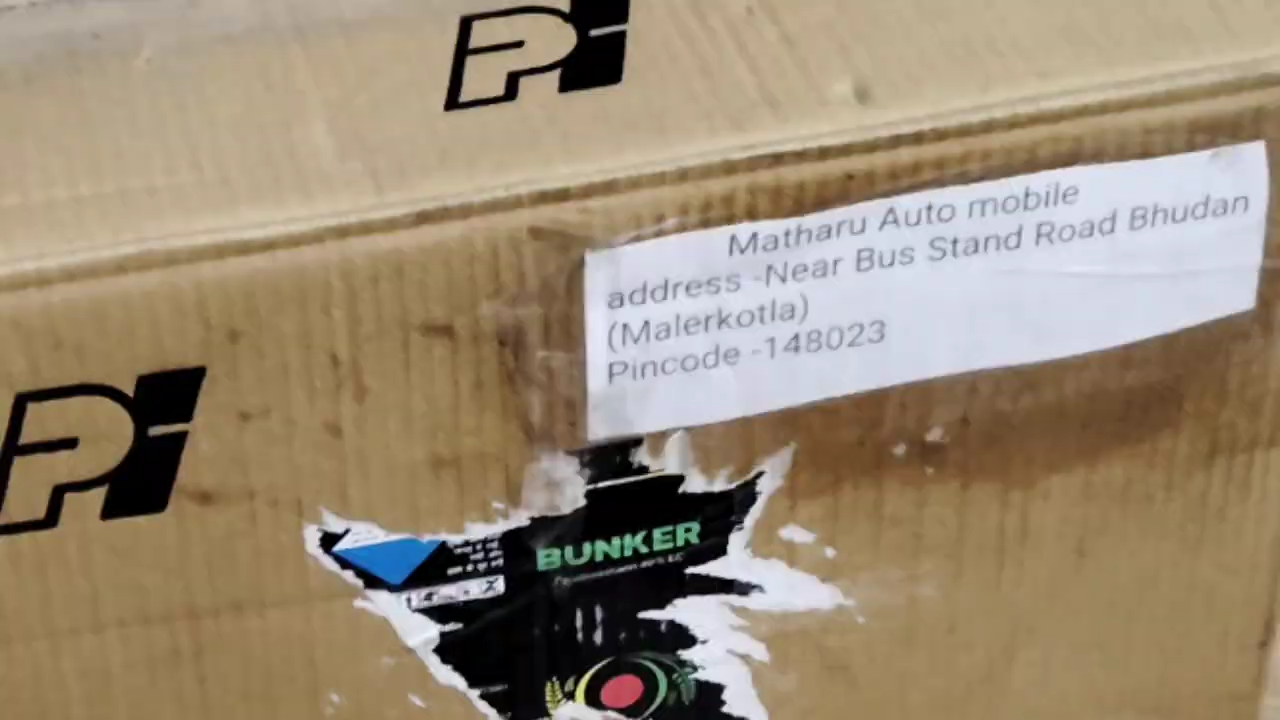 PI
Matharu Auto mobile
address -Near Bus Stand Road Bhudan
(Malerkotla)
Pincode -148023
PI
BUNKER